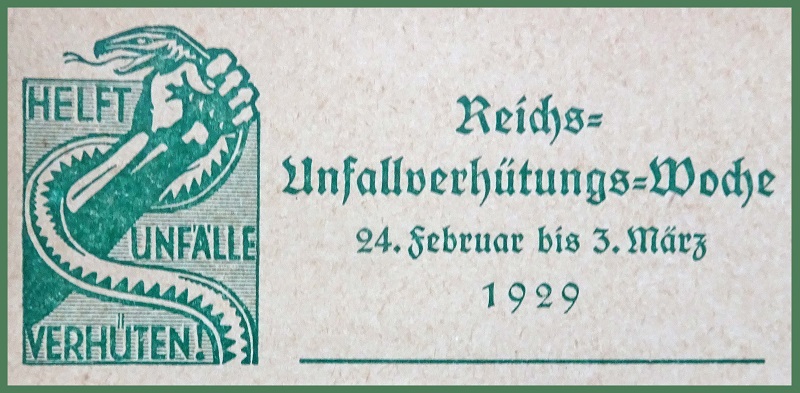 HELFT
UNFÄLLE
VERHÜTEN!
Reichs=
Unfallverhütungs=Woche
24. Februar bis 3. März
1929